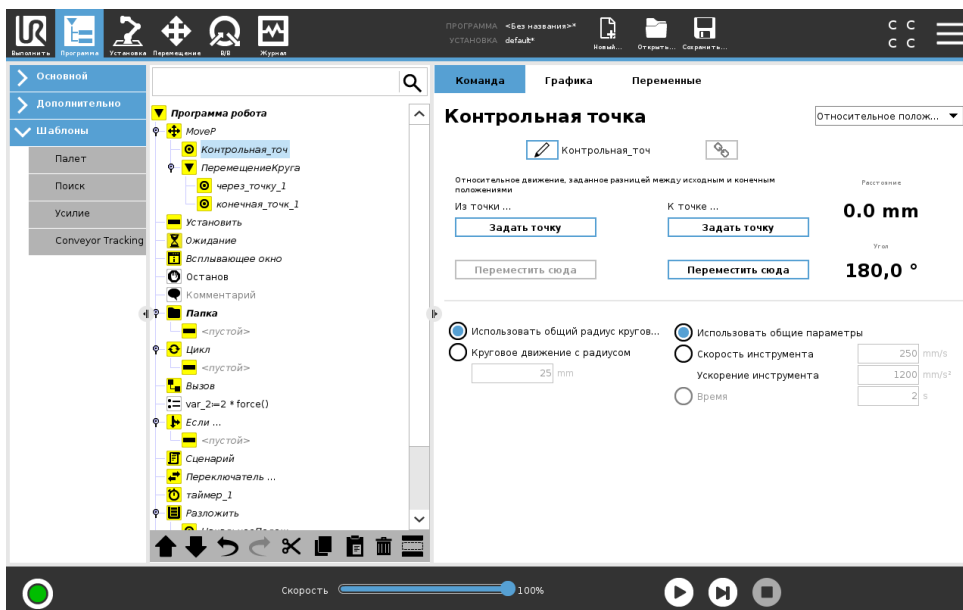 ПРОГРАММА <Без названия>*
УСТАНОВКА default*
Выполнить Программа Установка Перемещение В/В Журнал
Новый... Открыть... Сохранить...
C C
C C
Основной
Дополнительно
Шаблоны
Палет
Поиск
Усилие
Conveyor Tracking
Программа робота
MoveP
Контрольная_точ
ПеремещениеКруга
через_точку_1
конечная_точк_1
Установить
Ожидание
Всплывающее окно
Останов
Комментарий
Папка
<пустой>
Цикл
<пустой>
Вызов
var_2≔2 * force()
Если ...
<пустой>
Сценарий
Переключатель ...
таймер_1
Разложить
Команда Графика Переменные
Контрольная точка
Относительное полож...
Контрольная_точ
Относительное движение, заданное разницей между исходным и конечным
положениями
Расстояние
Из точки ... К точке ...
0.0 mm
Задать точку Задать точку
Угол
Переместить сюда Переместить сюда
180,0 °
Использовать общий радиус кругов...
Круговое движение с радиусом
25 mm
Использовать общие параметры
Скорость инструмента 250 mm/s
Ускорение инструмента 1200 mm/s²
Время 2 s
Скорость 100%